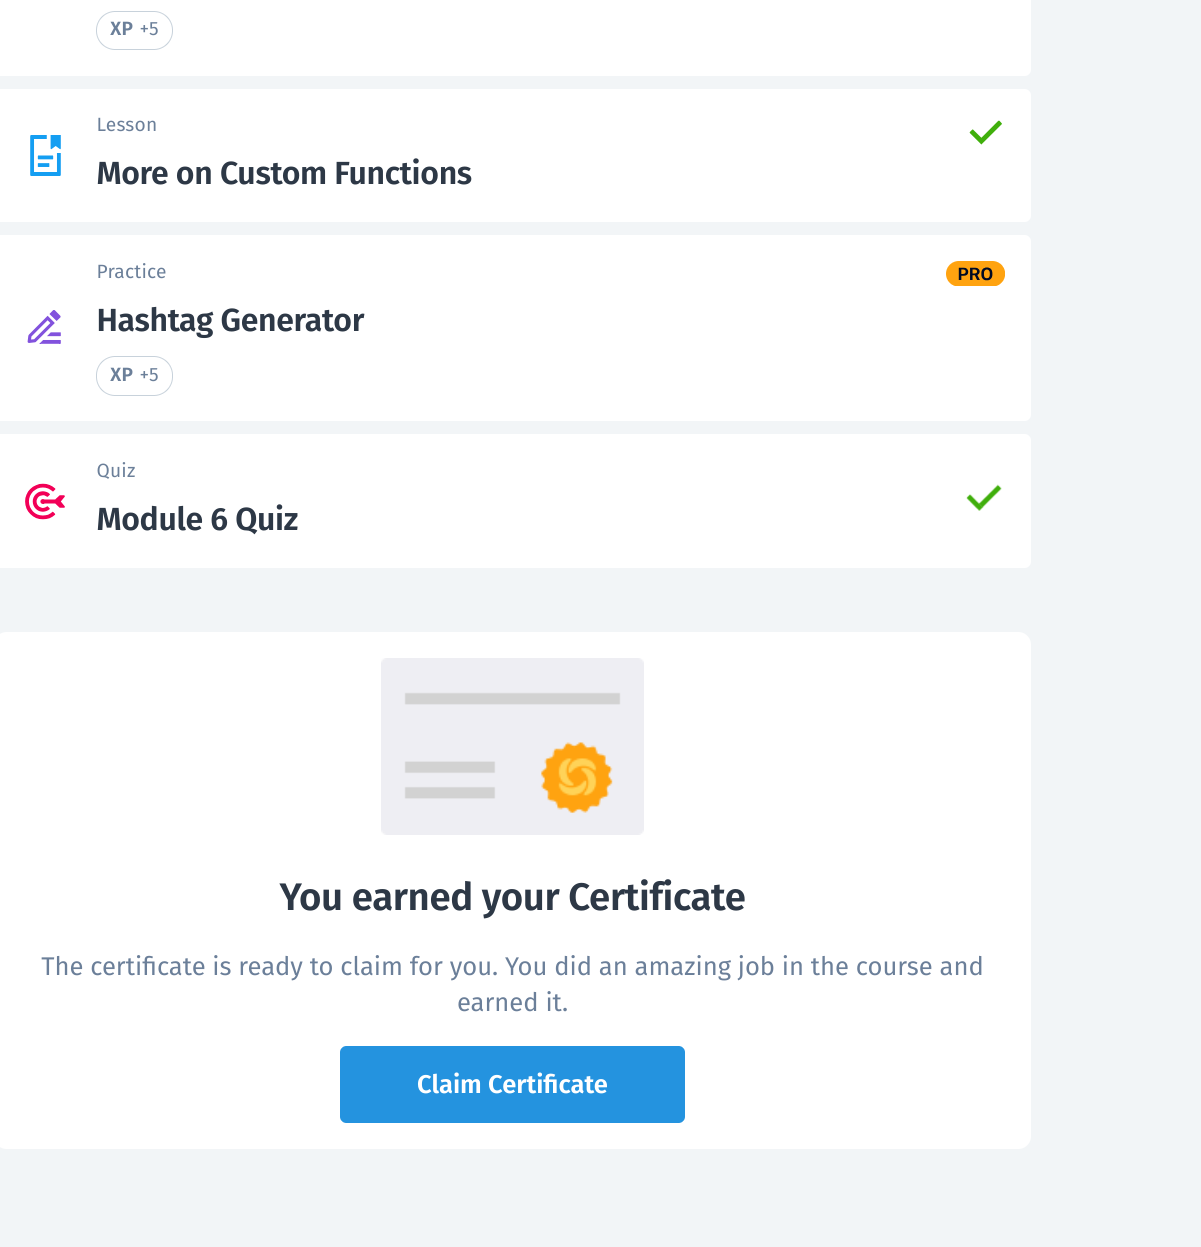 XP +5
Lesson
More on Custom Functions
Practice
PRO
Hashtag Generator
XP +5
Quiz
Module 6 Quiz
You earned your Certificate
The certificate is ready to claim for you. You did an amazing job in the course and
earned it.
Claim Certificate